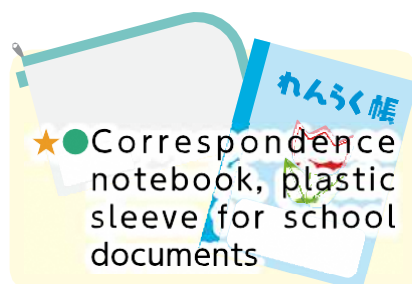 れんらく帳
★●Correspondence
notebook, plastic
sleeve for school
documents